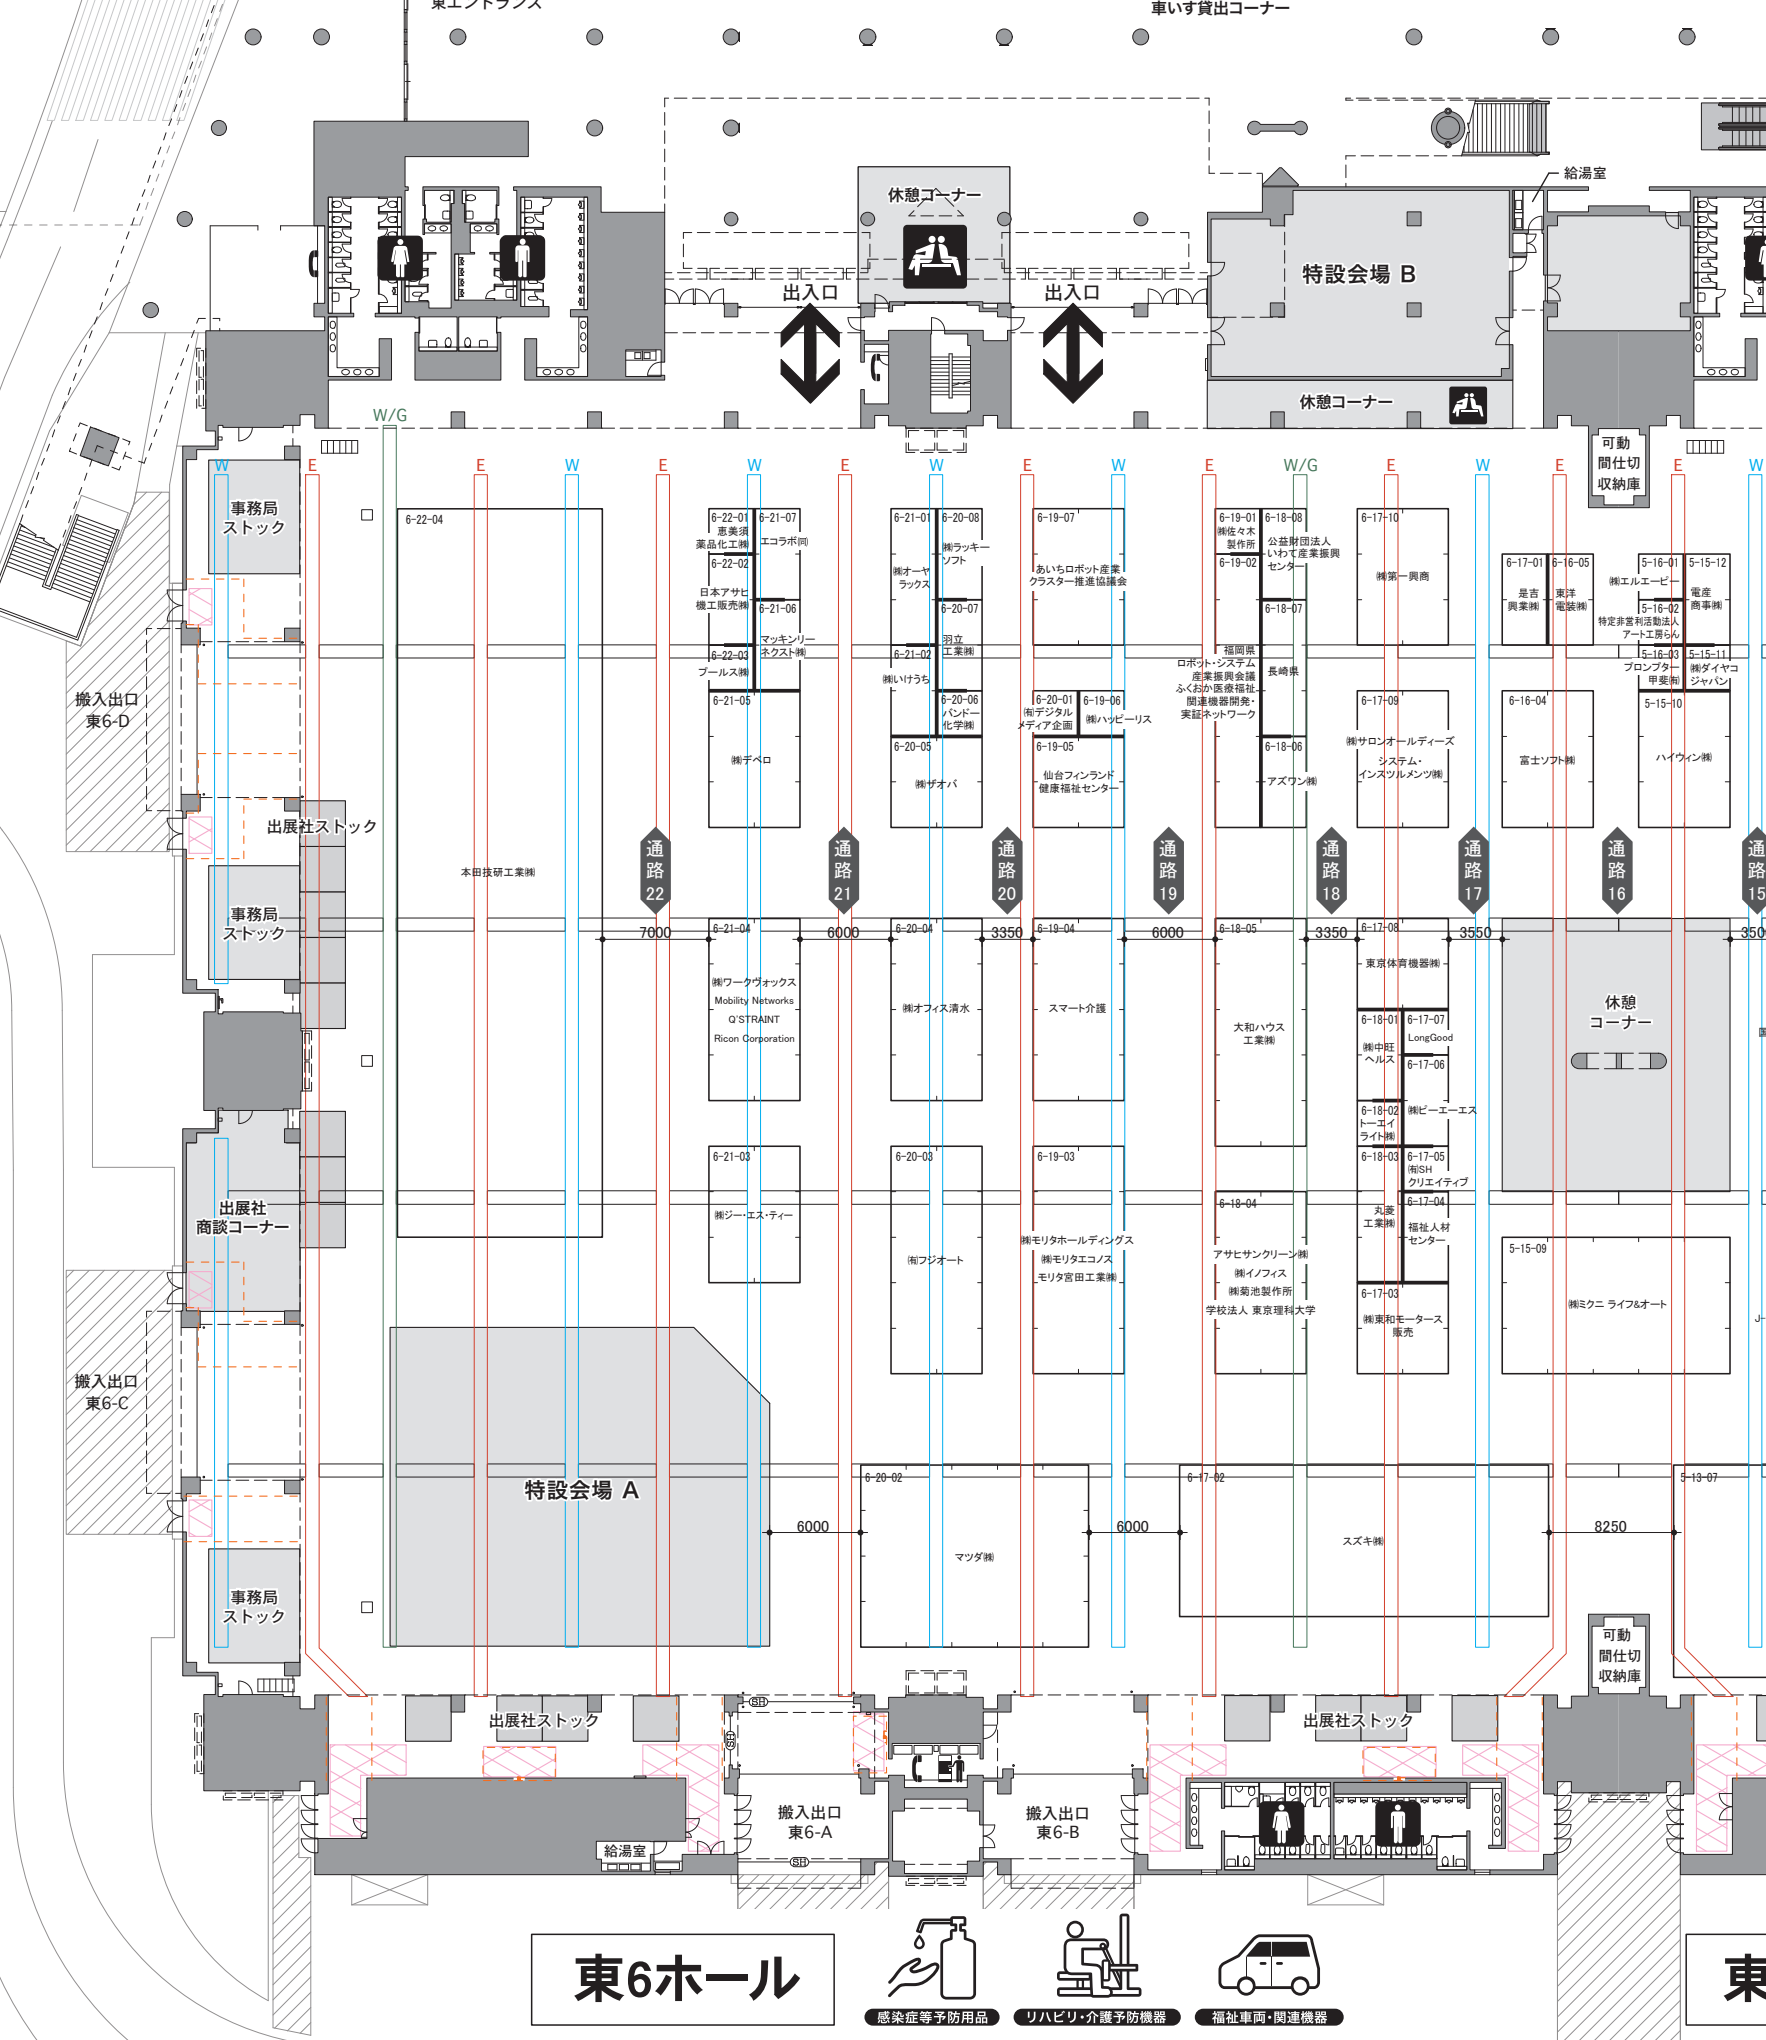 東エントランス
車いす貸出コーナー
給湯室
休憩コーナー
特設会場 B
出入口
出入口
休憩コーナー
可動
間仕切
収納庫
W/G
W
E
E
W
E
W
E
W
E
W
E
W/G
E
W
E
E
W
事務局
ストック
6-22-04
本田技研工業㈱
6-22-01
恵美須
薬品化工㈱
6-21-07
エコラボ(同)
6-22-02
日本アサヒ
機工販売㈱
6-21-06
マッキンリー
ネクスト㈱
6-22-03
ブールス㈱
6-21-05
㈱デベロ
6-21-01
㈱オーヤ
ラックス
6-20-08
㈱ラッキー
ソフト
6-20-07
羽立
工業㈱
6-21-02
㈱いけうち
6-20-06
バンドー
化学㈱
6-20-05
㈱ザオバ
6-19-07
あいちロボット産業
クラスター推進協議会
6-20-01
㈲デジタル
メディア企画
6-19-06
㈱ハッピーリス
6-19-05
仙台フィンランド
健康福祉センター
6-19-01
㈱佐々木
製作所
6-18-08
公益財団法人
いわて産業振興
センター
6-19-02
福岡県
ロボット・システム
産業振興会議
ふくおか医療福祉
関連機器開発・
実証ネットワーク
6-18-07
長崎県
6-18-06
アズワン㈱
6-17-10
㈱第一興商
6-17-09
㈱サロンオールディーズ
システム・
インスツルメンツ㈱
6-17-01
是吉
興業㈱
6-16-05
東洋
電装㈱
6-16-04
富士ソフト㈱
5-16-01
㈱エルエーピー
5-15-12
電産
商事㈱
5-16-02
特定非営利活動法人
アート工房らん
5-16-03
プロンプター
甲斐㈲
5-15-11
㈱ダイヤコ
ジャパン
5-15-10
ハイウィン㈱
搬入出口
東6-D
出展社ストック
事務局
ストック
通路
22
通路
21
通路
20
通路
19
通路
18
通路
17
通路
16
通路
15
7000
6000
3350
6000
3350
3550
350
6-21-04
㈱ワークヴォックス
Mobility Networks
Q'STRAINT
Ricon Corporation
6-20-04
㈱オフィス清水
6-19-04
スマート介護
6-18-05
大和ハウス
工業㈱
6-17-08
東京体育機器㈱
6-18-01
㈱中旺
ヘルス
6-17-07
LongGood
6-17-06
㈱ピーエーエス
6-18-02
トーエイ
ライト㈱
6-18-03
丸菱
工業㈱
6-17-05
㈲SH
クリエイティブ
6-17-04
福祉人材
センター
6-17-03
㈱東和モータース
販売
休憩
コーナー
国
出展社
商談コーナー
6-21-03
㈱ジー・エス・ティー
6-20-03
㈲フジオート
6-19-03
㈱モリタホールディングス
㈱モリタエコノス
モリタ宮田工業㈱
6-18-04
アサヒサンクリーン㈱
㈱イノフィス
㈱菊池製作所
学校法人 東京理科大学
5-15-09
㈱ミクニ ライフ&オート
J-
搬入出口
東6-C
特設会場 A
事務局
ストック
6-20-02
マツダ㈱
6-17-02
スズキ㈱
5-13-07
6000
6000
8250
可動
間仕切
収納庫
出展社ストック
出展社ストック
SH
SH
SH
給湯室
搬入出口
東6-A
搬入出口
東6-B
東6ホール
感染症等予防用品
リハビリ・介護予防機器
福祉車両・関連機器
東